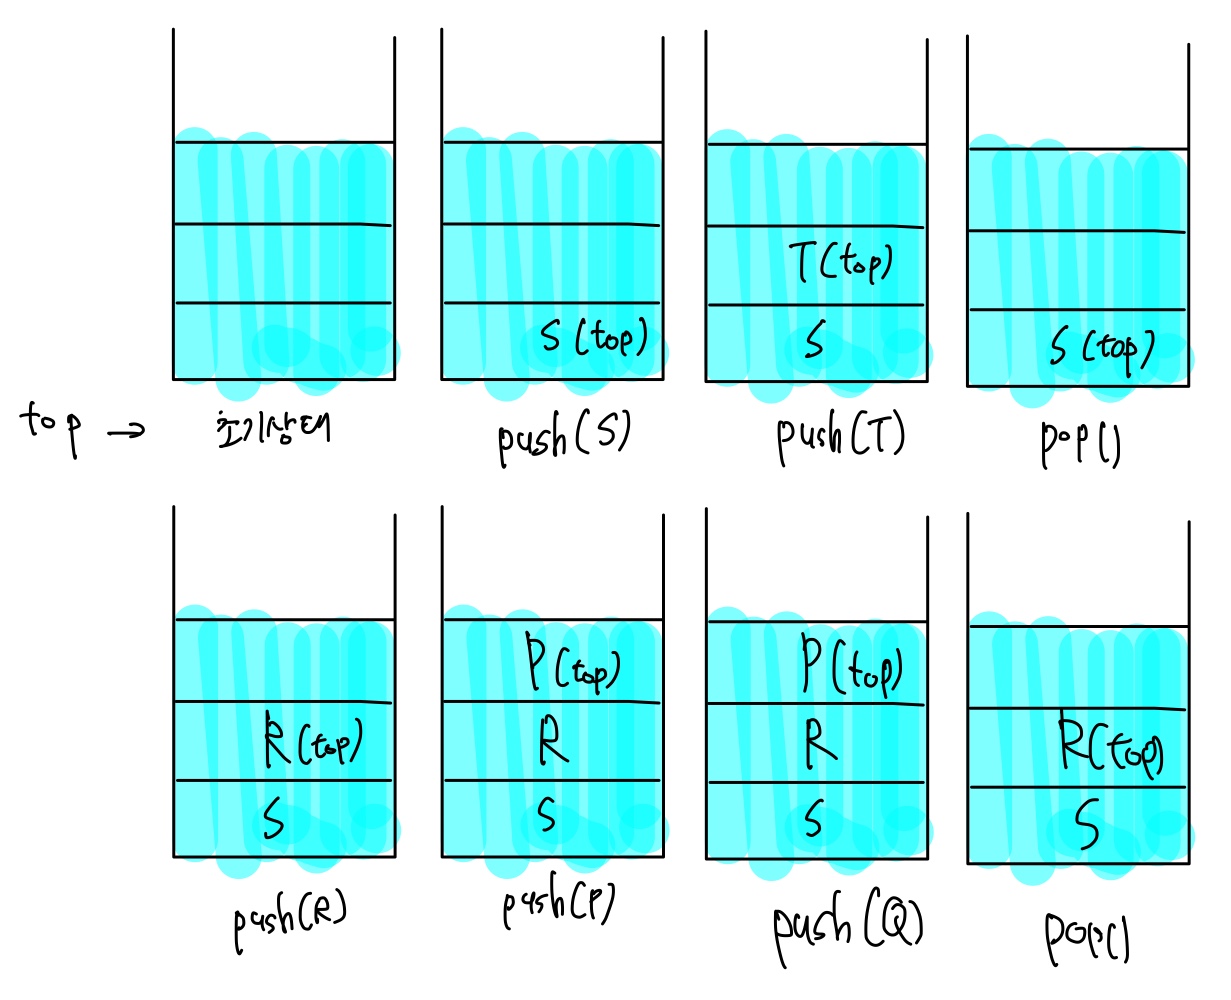 T(top)
S(top)
S
S(top)
top → 초기상태
push(S)
push(T)
pop()
P(top)
P(top)
R(top)
R
R
R(top)
S
S
S
S
push(R)
push(P)
push(Q)
pop()